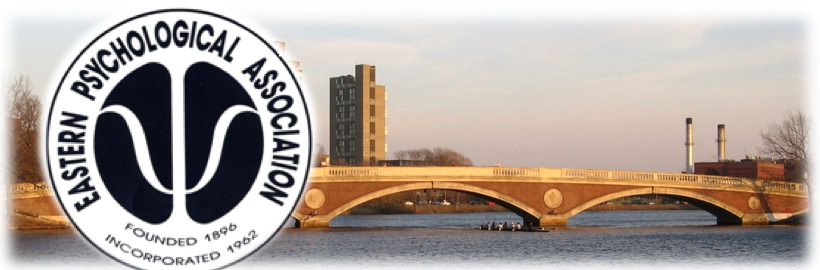 EASTERN PSYCHOLOGICAL ASSOCIATION
FOUNDED 1896
INCORPORATED 1962